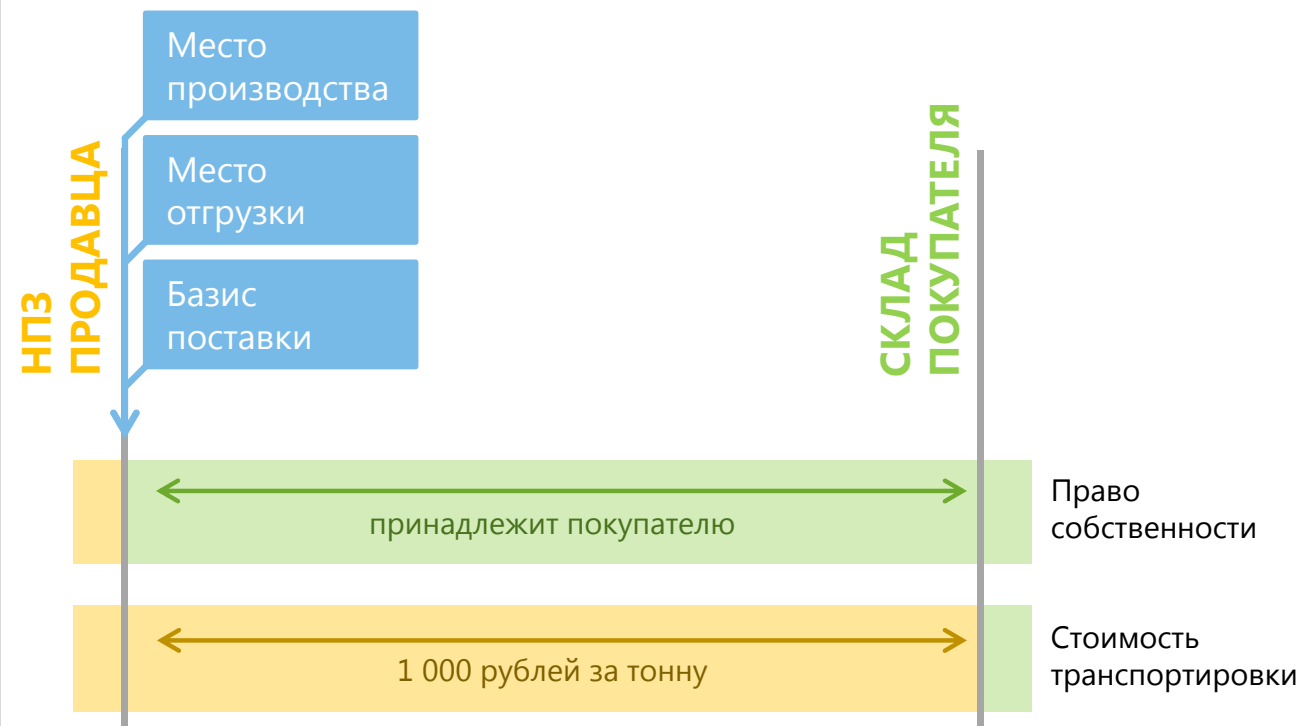 Место
производства
Место
отгрузки
Базис
поставки
НПЗ
ПРОДАВЦА
СКЛАД
ПОКУПАТЕЛЯ
принадлежит покупателю
Право
собственности
1 000 рублей за тонну
Стоимость
транспортировки